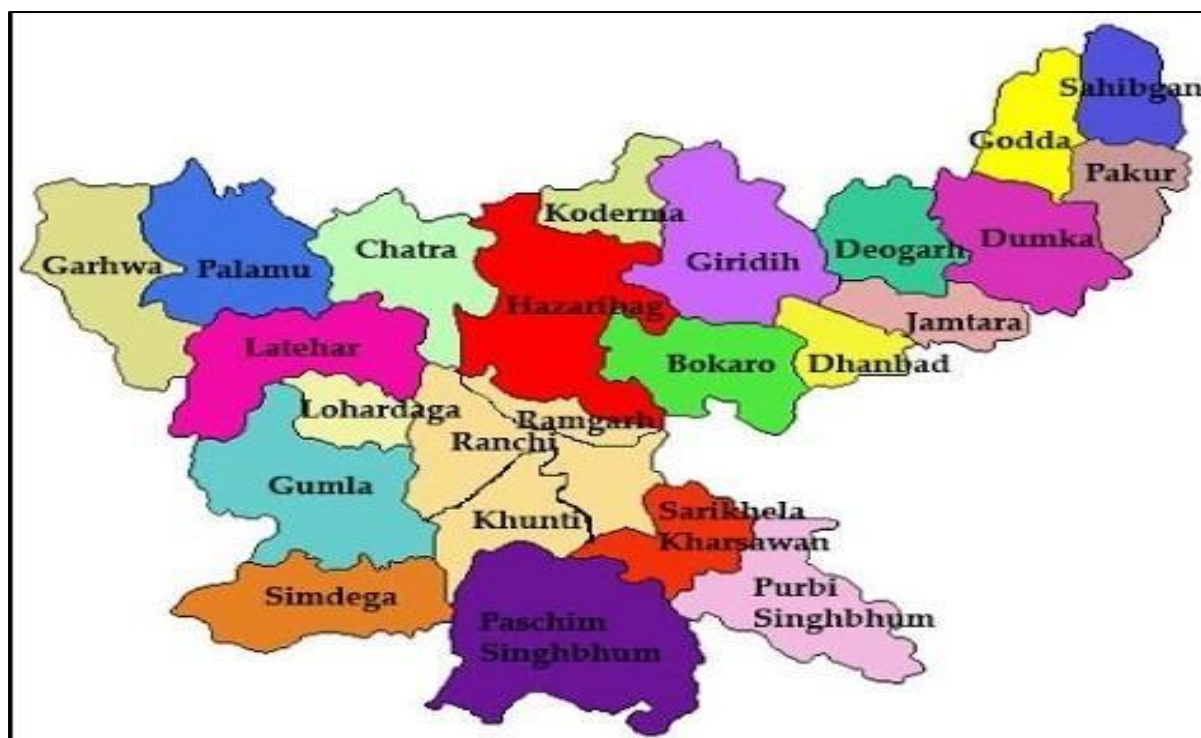 Sahibgan
Godda
Pakur
Koderma
Chatra
Dumka
Deogarh
Giridih
Garhwa
Palamu
Hazaribag
Jamtara
Latehar
Bokaro
Dhanbad
Lohardaga
Ramgarh
Ranchi
Gumla
Khunti
Sarikhela
Kharsawan
Simdega
Purbi
Singhbhum
Paschim
Singhbhum